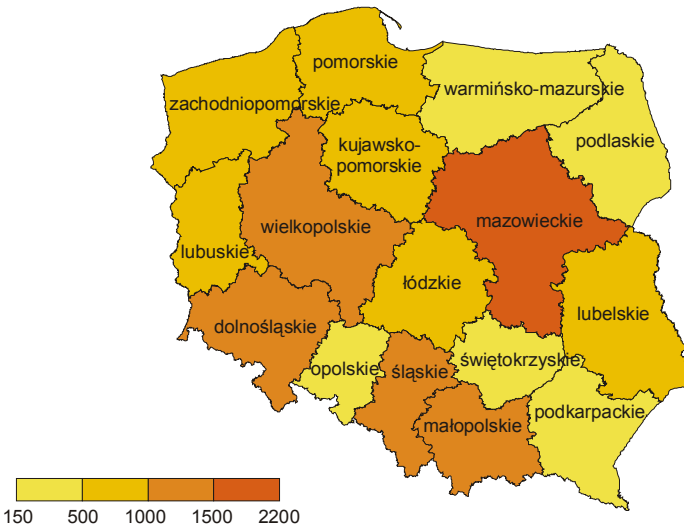 pomorskie
warmińsko-mazurskie
zachodniopomorskie
kujawsko-
pomorskie
podlaskie
wielkopolskie
mazowieckie
lubuskie
łódzkie
lubelskie
dolnośląskie
opolskie
śląskie
świętokrzyskie
małopolskie
podkarpackie
150 500 1000 1500 2200